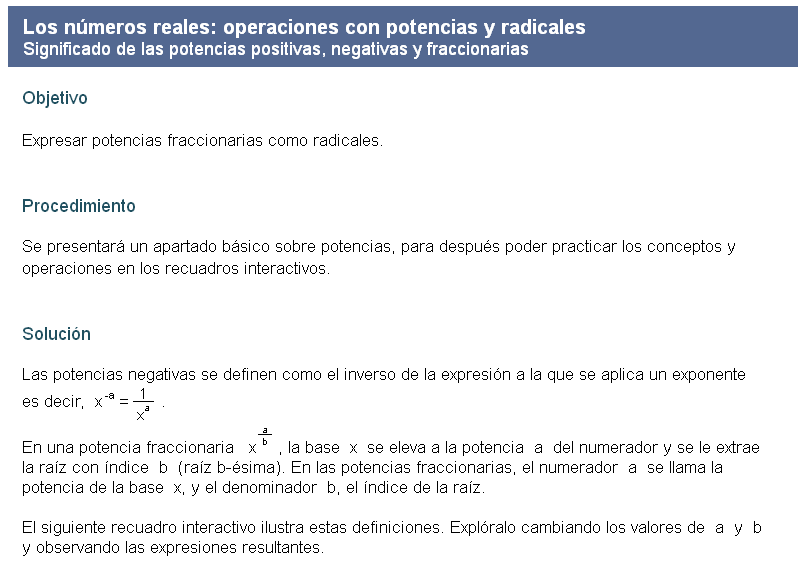 Los números reales: operaciones con potencias y radicales
Significado de las potencias positivas, negativas y fraccionarias
Objetivo
Expresar potencias fraccionarias como radicales.
Procedimiento
Se presentará un apartado básico sobre potencias, para después poder practicar los conceptos y
operaciones en los recuadros interactivos.
Solución
Las potencias negativas se definen como el inverso de la expresión a la que se aplica un exponente
es decir, x^-a = 1/x^a .
En una potencia fraccionaria x^a/b , la base x se eleva a la potencia a del numerador y se le extrae
la raíz con índice b (raíz b-ésima). En las potencias fraccionarias, el numerador a se llama la
potencia de la base x, y el denominador b, el índice de la raíz.
El siguiente recuadro interactivo ilustra estas definiciones. Explóralo cambiando los valores de a y b
y observando las expresiones resultantes.